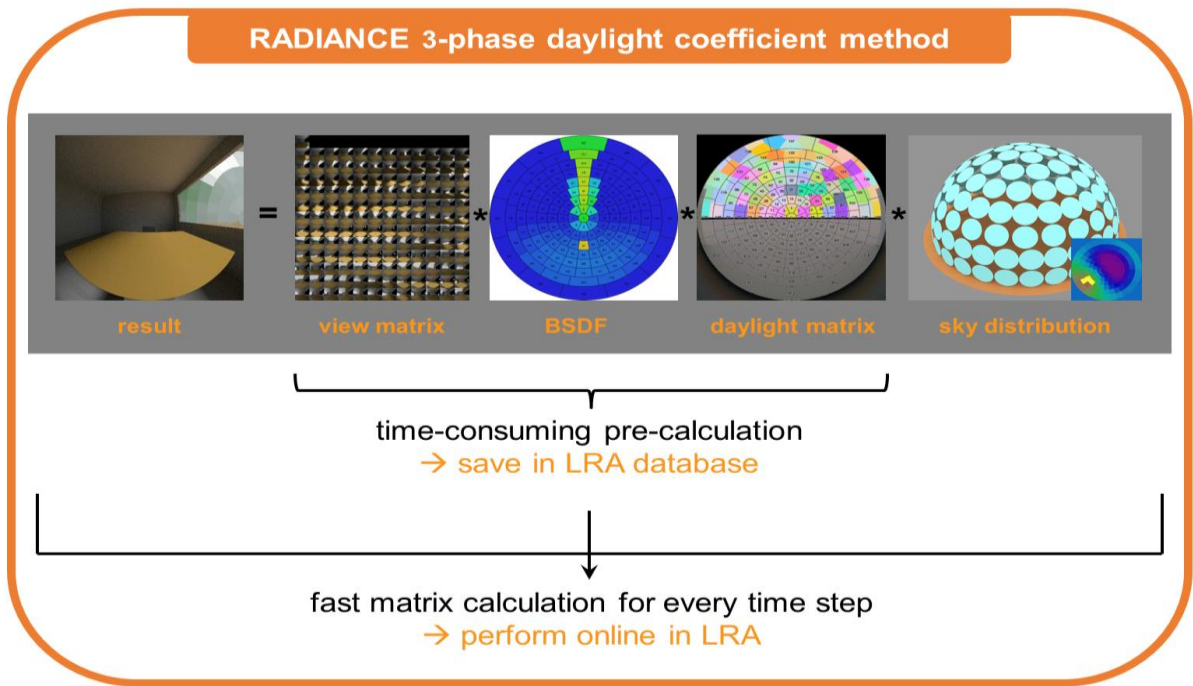 RADIANCE 3-phase daylight coefficient method
= * * *
result view matrix BSDF daylight matrix sky distribution
time-consuming pre-calculation
→ save in LRA database
fast matrix calculation for every time step
→ perform online in LRA